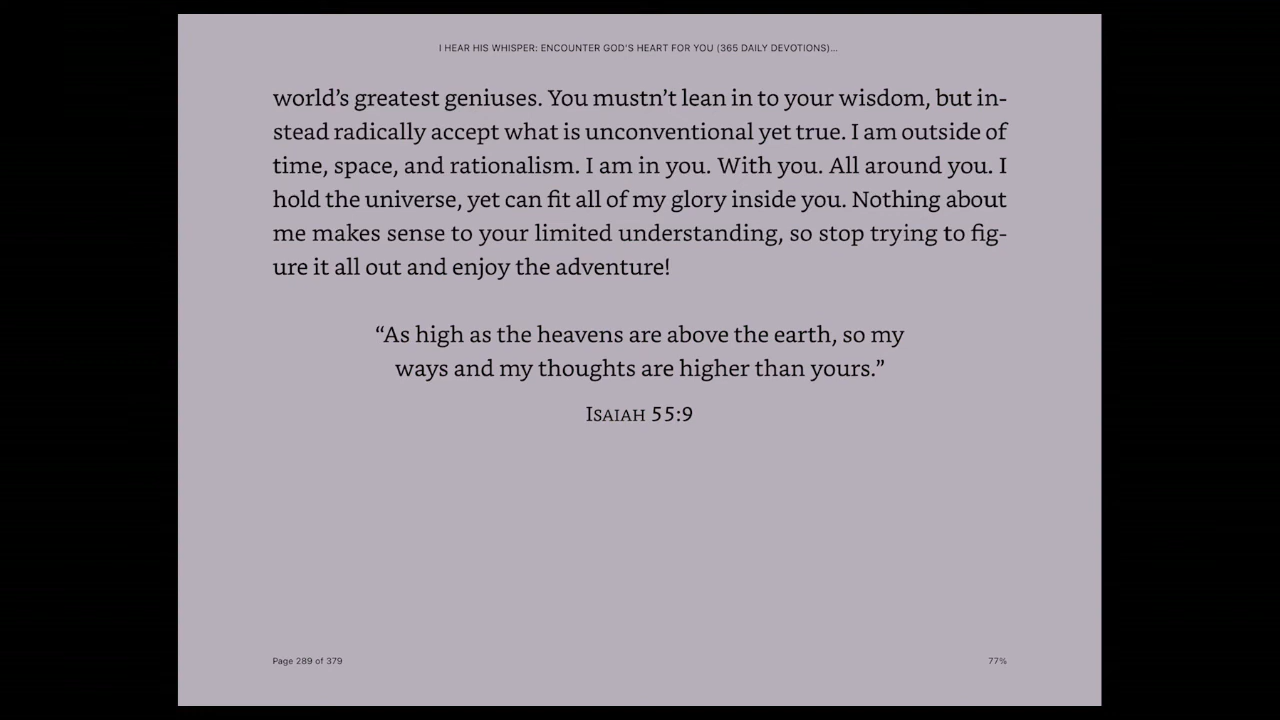 I HEAR HIS WHISPER: ENCOUNTER GOD'S HEART FOR YOU (365 DAILY DEVOTIONS)...
world’s greatest geniuses. You mustn’t lean in to your wisdom, but in-
stead radically accept what is unconventional yet true. I am outside of
time, space, and rationalism. I am in you. With you. All around you. I
hold the universe, yet can fit all of my glory inside you. Nothing about
me makes sense to your limited understanding, so stop trying to fig-
ure it all out and enjoy the adventure!
“As high as the heavens are above the earth, so my
ways and my thoughts are higher than yours.”
Isaiah 55:9
Page 289 of 379
77%